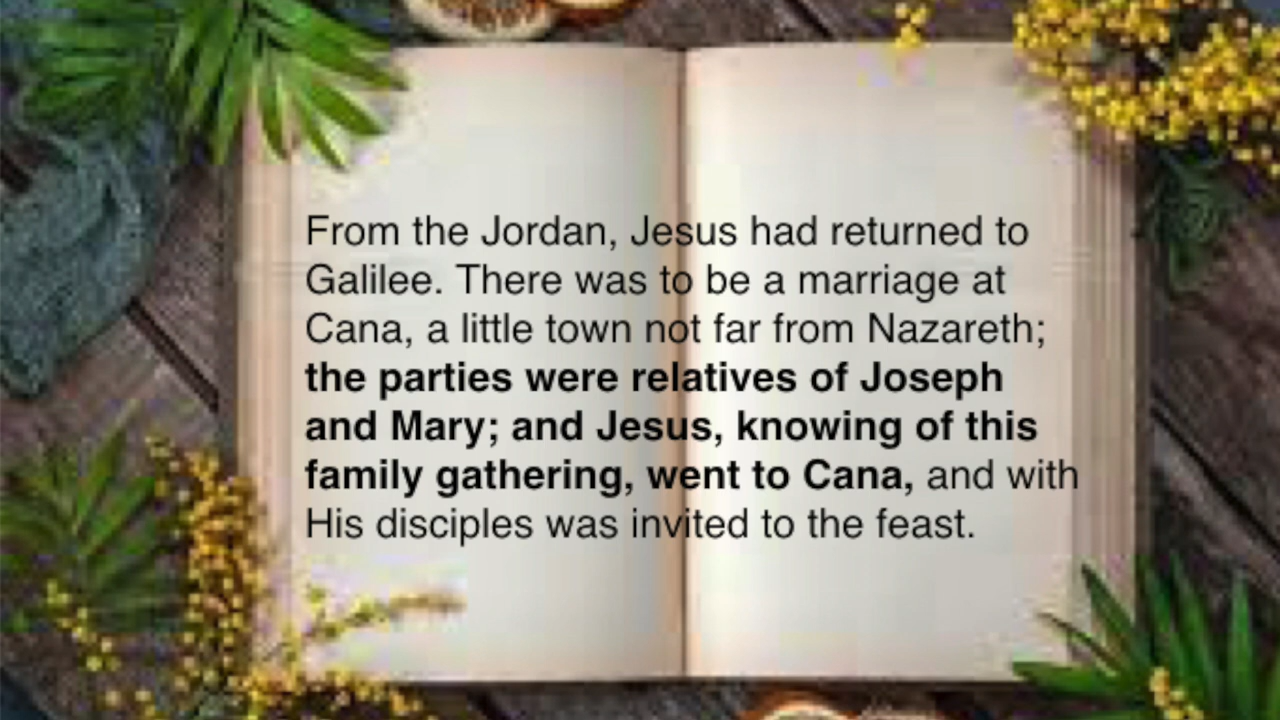 From the Jordan, Jesus had returned to
Galilee. There was to be a marriage at
Cana, a little town not far from Nazareth;
the parties were relatives of Joseph
and Mary; and Jesus, knowing of this
family gathering, went to Cana, and with
His disciples was invited to the feast.